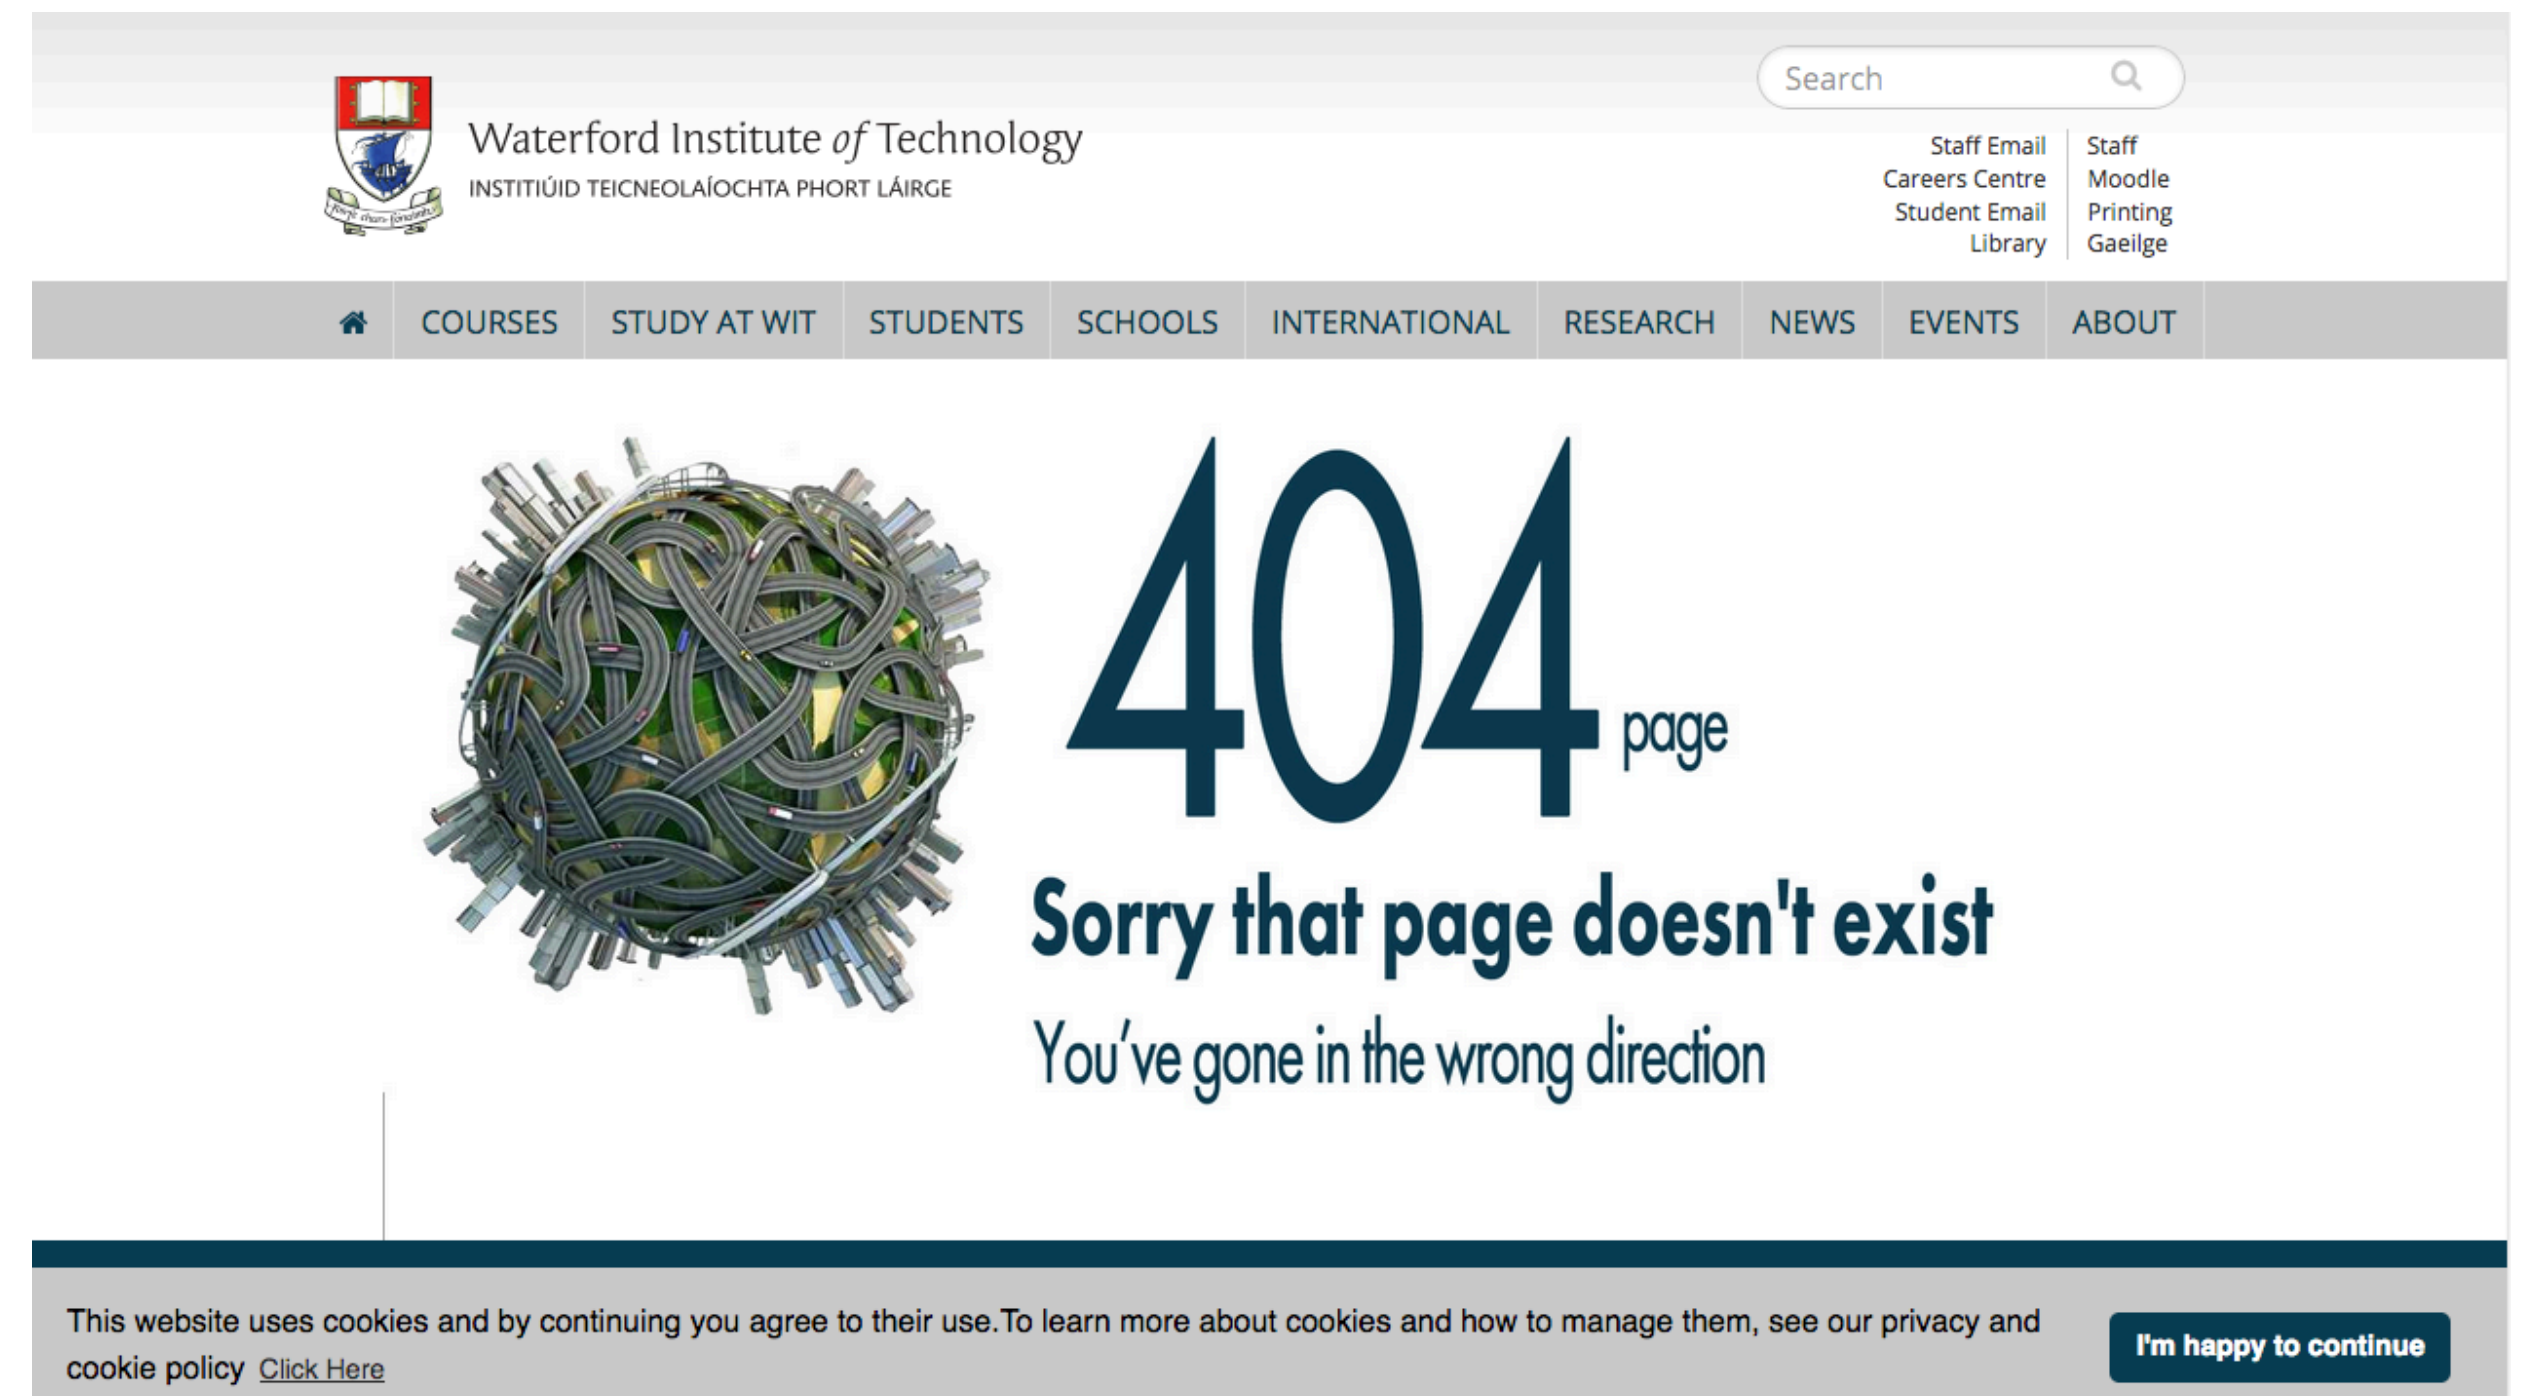 Search
Waterford Institute of Technology
INSTITIÚID TEICNEOLAÍOCHTA PHORT LÁIRGE
Staff Email
Careers Centre
Student Email
Library
Staff
Moodle
Printing
Gaeilge
COURSES
STUDY AT WIT
STUDENTS
SCHOOLS
INTERNATIONAL
RESEARCH
NEWS
EVENTS
ABOUT
404 page
Sorry that page doesn't exist
You've gone in the wrong direction
This website uses cookies and by continuing you agree to their use.To learn more about cookies and how to manage them, see our privacy and
cookie policy Click Here
I'm happy to continue